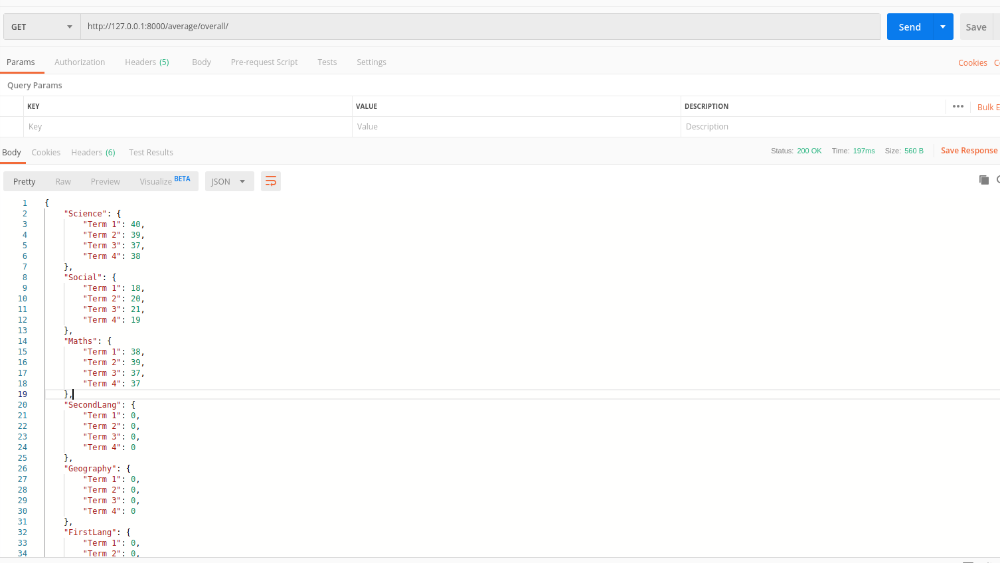 GET http://127.0.0.1:8000/average/overall/ Send Save
Params Authorization Headers (5) Body Pre-request Script Tests Settings Cookies
Query Params
KEY VALUE DESCRIPTION ••• Bulk E
Key Value Description
Body Cookies Headers (6) Test Results Status: 200 OK Time: 197ms Size: 560 B Save Response
Pretty Raw Preview Visualize BETA JSON
1 {
2 "Science": {
3 "Term 1": 40,
4 "Term 2": 39,
5 "Term 3": 37,
6 "Term 4": 38
7 },
8 "Social": {
9 "Term 1": 18,
10 "Term 2": 20,
11 "Term 3": 21,
12 "Term 4": 19
13 },
14 "Maths": {
15 "Term 1": 38,
16 "Term 2": 39,
17 "Term 3": 37,
18 "Term 4": 37
19 },
20 "SecondLang": {
21 "Term 1": 0,
22 "Term 2": 0,
23 "Term 3": 0,
24 "Term 4": 0
25 },
26 "Geography": {
27 "Term 1": 0,
28 "Term 2": 0,
29 "Term 3": 0,
30 "Term 4": 0
31 },
32 "FirstLang": {
33 "Term 1": 0,
34 "Term 2": 0,